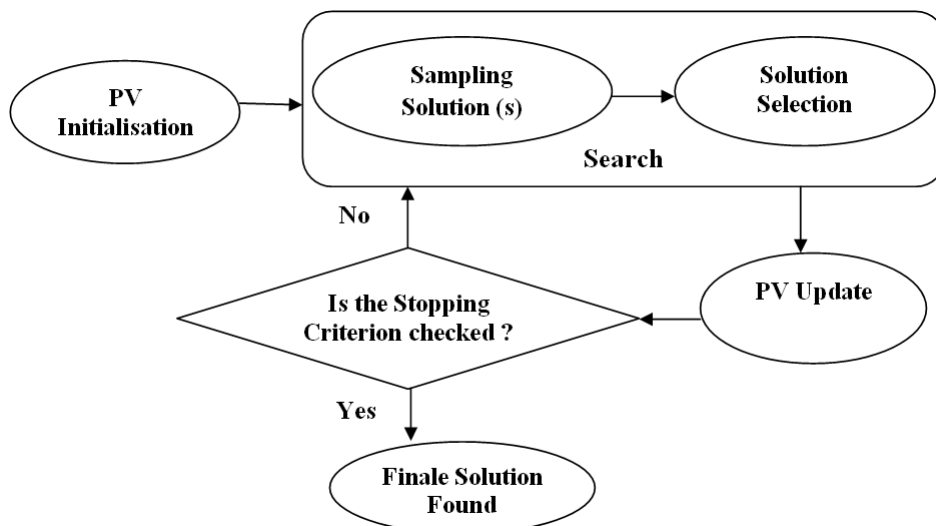 PV
Initialisation
Sampling
Solution (s)
Solution
Selection
Search
No
PV Update
Is the Stopping
Criterion checked ?
Yes
Finale Solution
Found